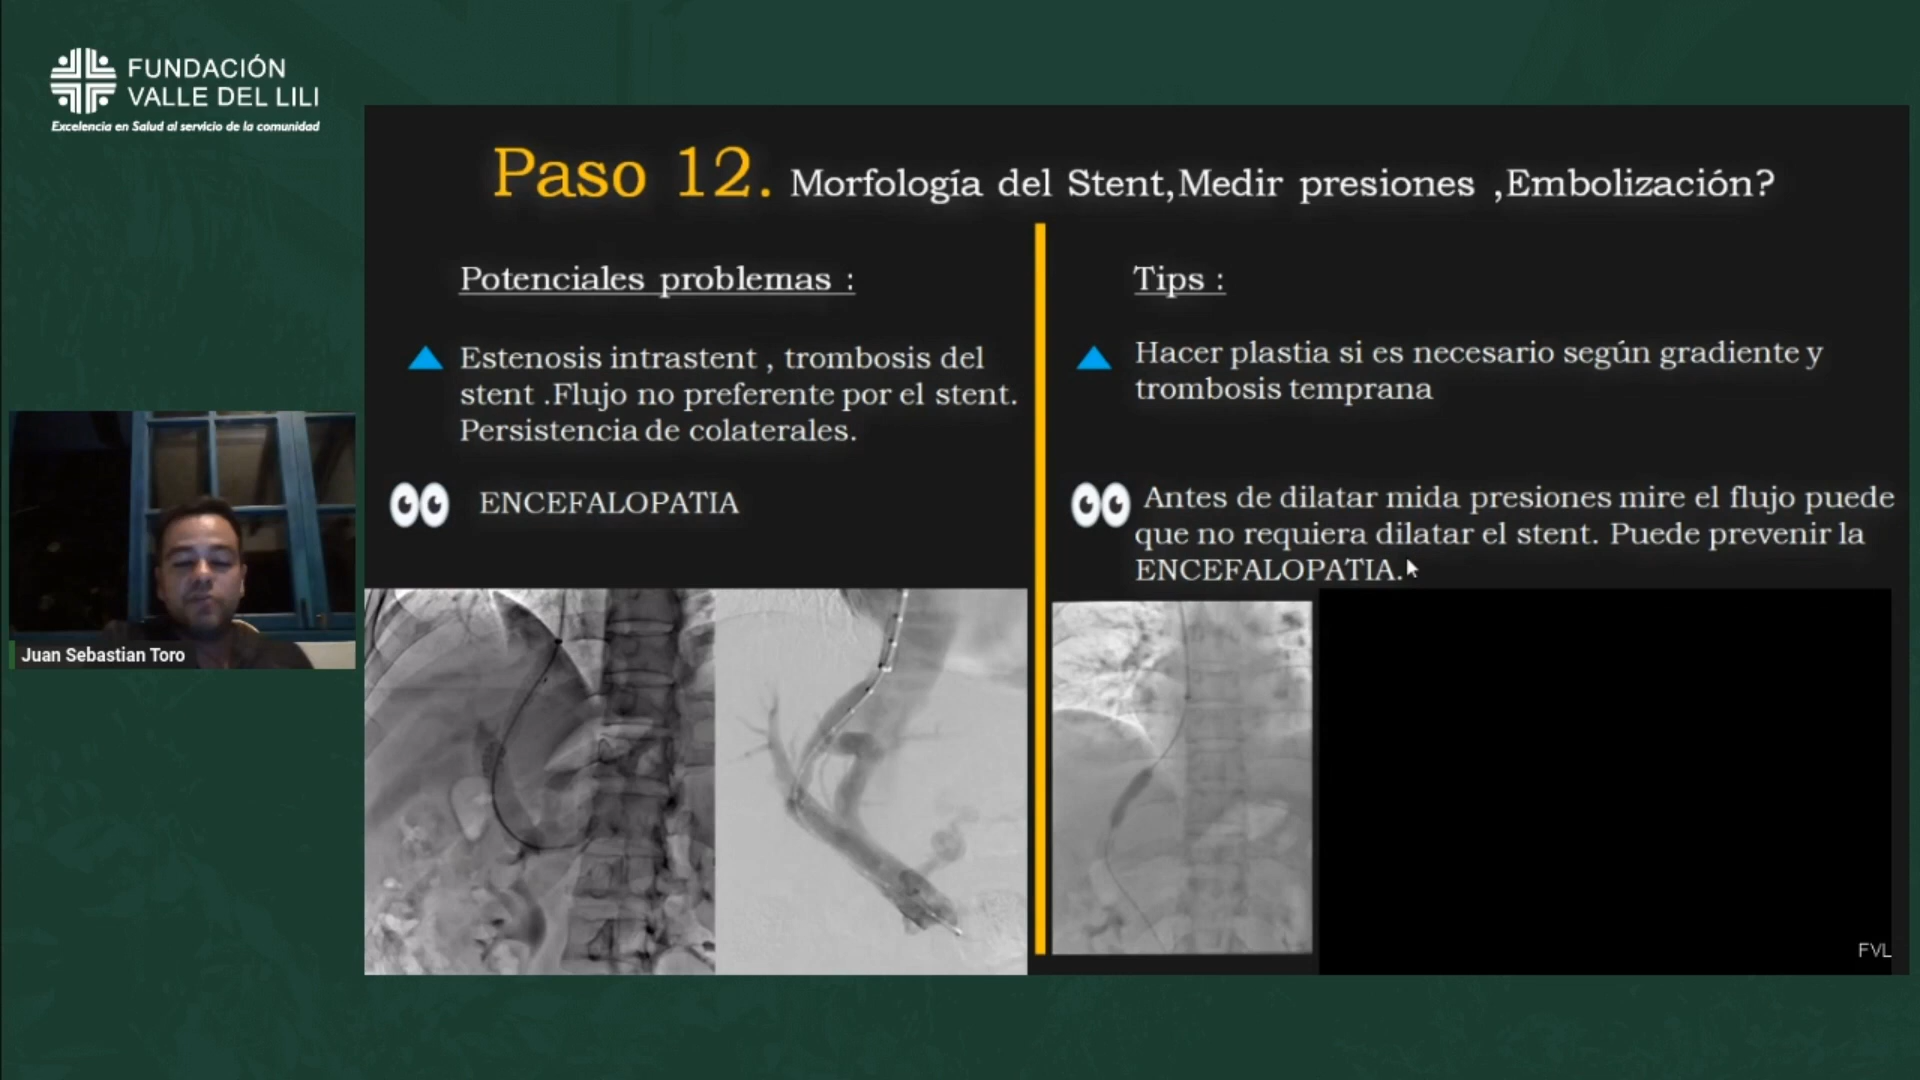 FUNDACIÓN
VALLE DEL LILI
Excelencia en Salud al servicio de la comunidad
Paso 12. Morfología del Stent,Medir presiones ,Embolización?
Potenciales problemas :
Estenosis intrastent , trombosis del
stent .Flujo no preferente por el stent.
Persistencia de colaterales.
ENCEFALOPATIA
Tips :
Hacer plastia si es necesario según gradiente y
trombosis temprana
Antes de dilatar mida presiones mire el flujo puede
que no requiera dilatar el stent. Puede prevenir la
ENCEFALOPATIA.
Juan Sebastian Toro
FVL